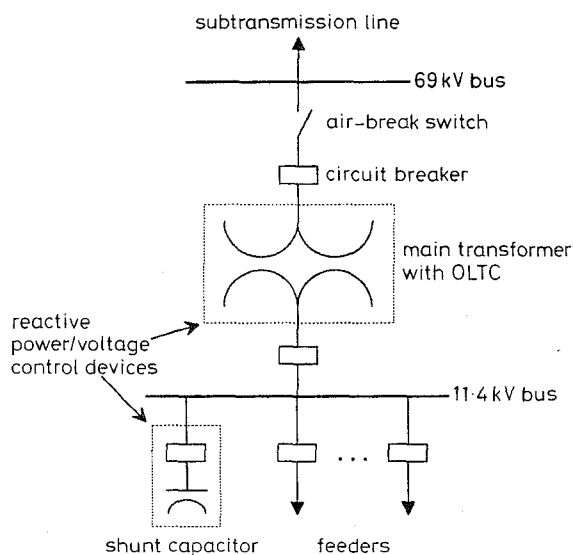 subtransmission line
69 kV bus
air-break switch
circuit breaker
main transformer
with OLTC
reactive
power/voltage
control devices
11·4 kV bus
...
shunt capacitor
feeders